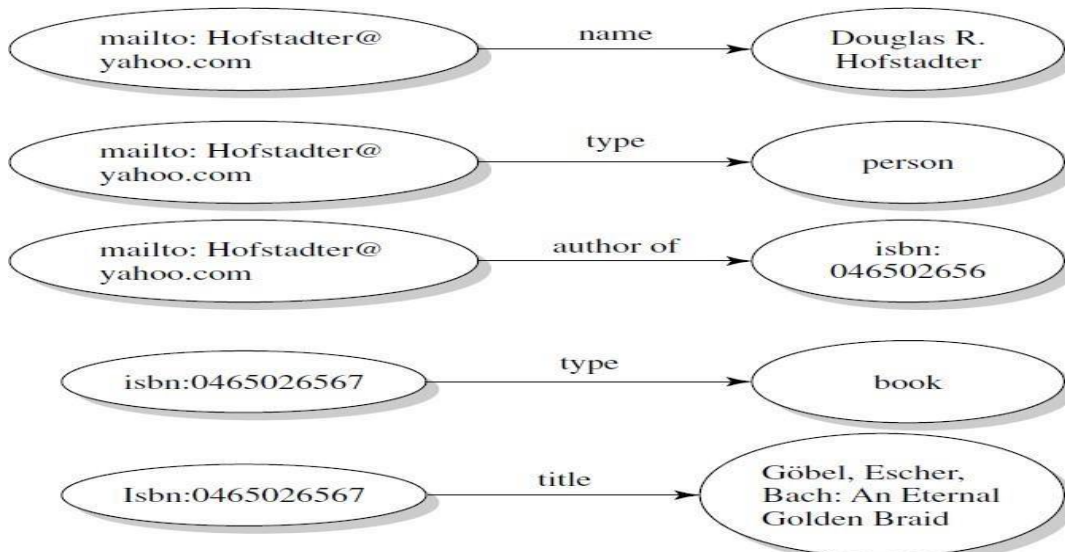 mailto: Hofstadter@
yahoo.com
name
Douglas R.
Hofstadter
mailto: Hofstadter@
yahoo.com
type
person
mailto: Hofstadter@
yahoo.com
author of
isbn:
046502656
isbn:0465026567
type
book
Isbn:0465026567
title
Göbel, Escher,
Bach: An Eternal
Golden Braid